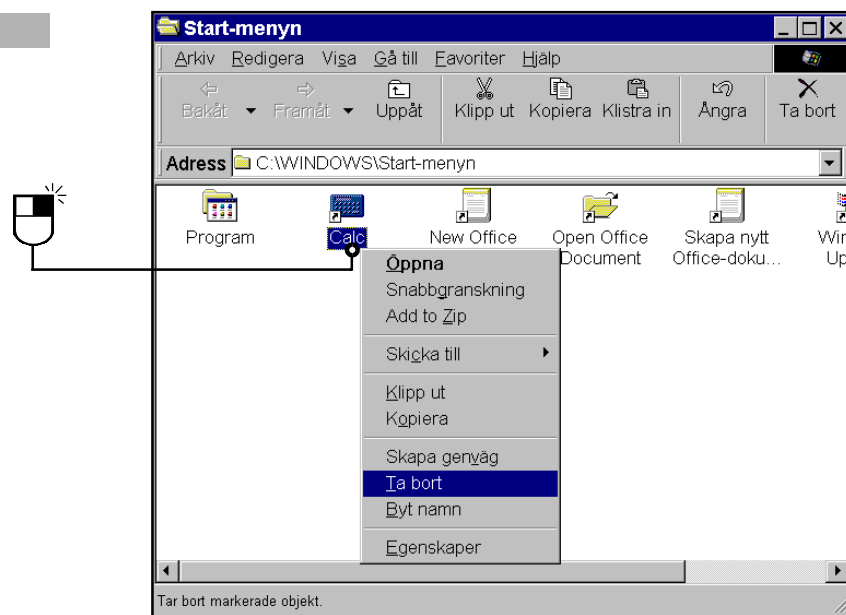 Start-menyn
Arkiv Redigera Visa Gå till Favoriter Hjälp
Bakåt Framåt Uppåt Klipp ut Kopiera Klistra in Ångra Ta bort
Adress C:\WINDOWS\Start-menyn
Program Calc New Office Open Office Skapa nytt Win
Document Office-doku... Up
Öppna
Snabbgranskning
Add to Zip
Skicka till
Klipp ut
Kopiera
Skapa genväg
Ta bort
Byt namn
Egenskaper
Tar bort markerade objekt.